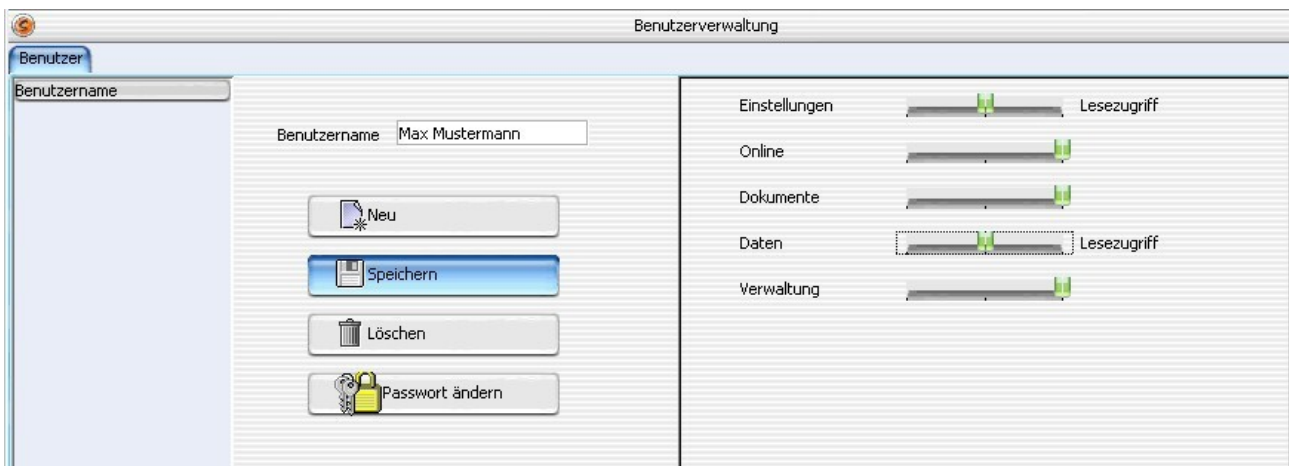 Benutzerverwaltung
Benutzer
Benutzername
Benutzername Max Mustermann
Neu
Speichern
Löschen
Passwort ändern
Einstellungen Lesezugriff
Online
Dokumente
Daten Lesezugriff
Verwaltung